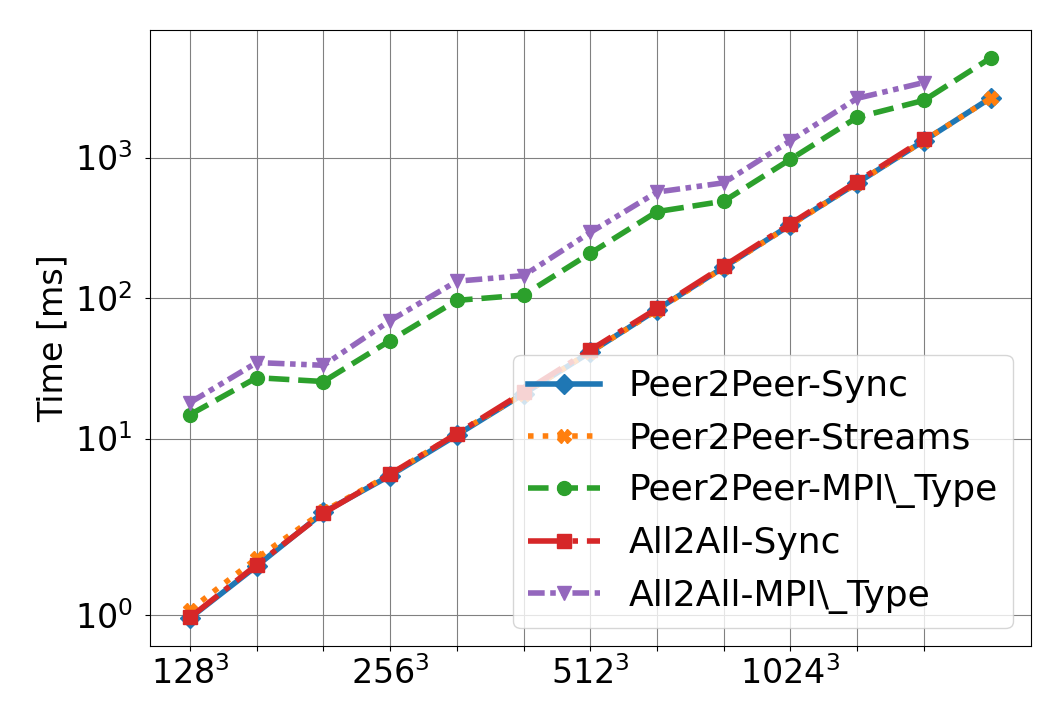 Time [ms]
10³
10²
10¹
10⁰
128³ 256³ 512³ 1024³
Peer2Peer-Sync
Peer2Peer-Streams
Peer2Peer-MPI\_Type
All2All-Sync
All2All-MPI\_Type